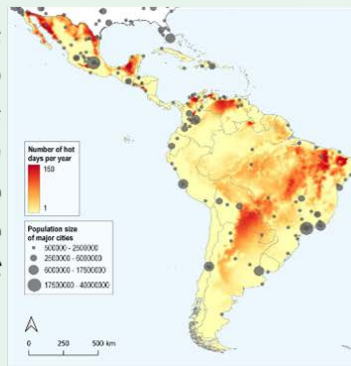 Number of hot
days per year
150
1
Population size
of major cities
500000 - 2500000
2500000 - 6000000
6000000 - 17500000
17500000 - 40000000
0 250 500 km